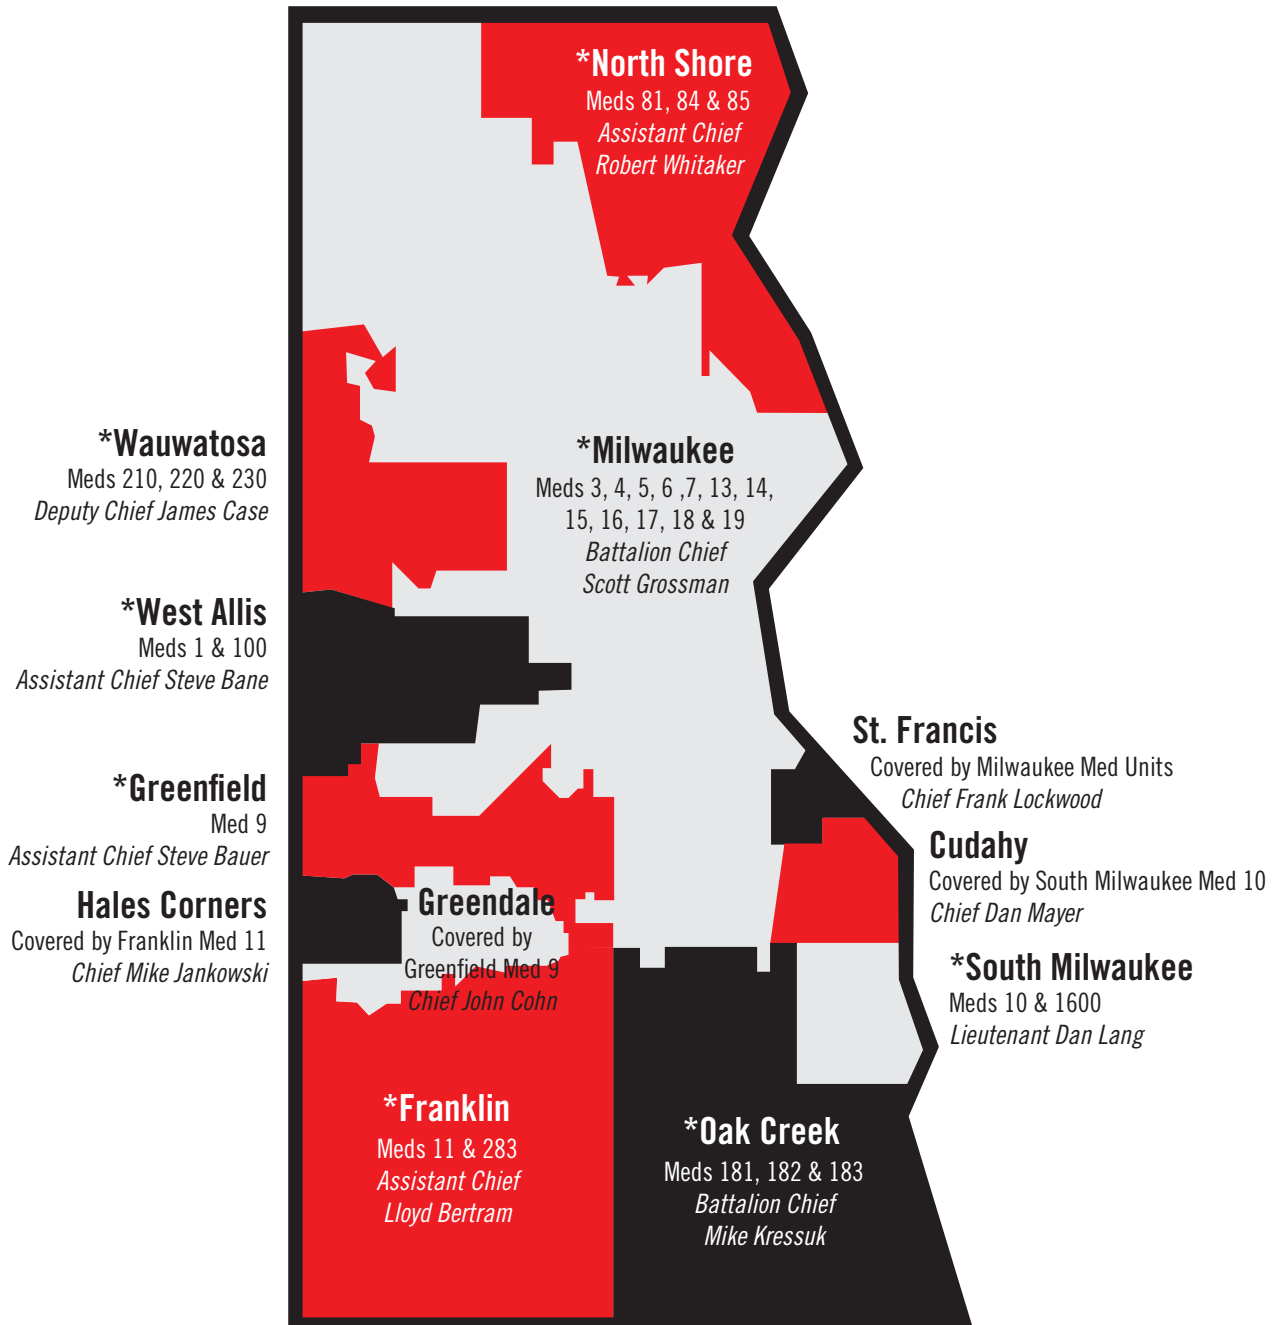 *North Shore
Meds 81, 84 & 85
Assistant Chief
Robert Whitaker
*Wauwatosa
Meds 210, 220 & 230
Deputy Chief James Case
*Milwaukee
Meds 3, 4, 5, 6 ,7, 13, 14,
15, 16, 17, 18 & 19
Battalion Chief
Scott Grossman
*West Allis
Meds 1 & 100
Assistant Chief Steve Bane
St. Francis
Covered by Milwaukee Med Units
Chief Frank Lockwood
*Greenfield
Med 9
Assistant Chief Steve Bauer
Cudahy
Covered by South Milwaukee Med 10
Chief Dan Mayer
Hales Corners
Covered by Franklin Med 11
Chief Mike Jankowski
Greendale
Covered by
Greenfield Med 9
Chief John Cohn
*South Milwaukee
Meds 10 & 1600
Lieutenant Dan Lang
*Franklin
Meds 11 & 283
Assistant Chief
Lloyd Bertram
*Oak Creek
Meds 181, 182 & 183
Battalion Chief
Mike Kressuk